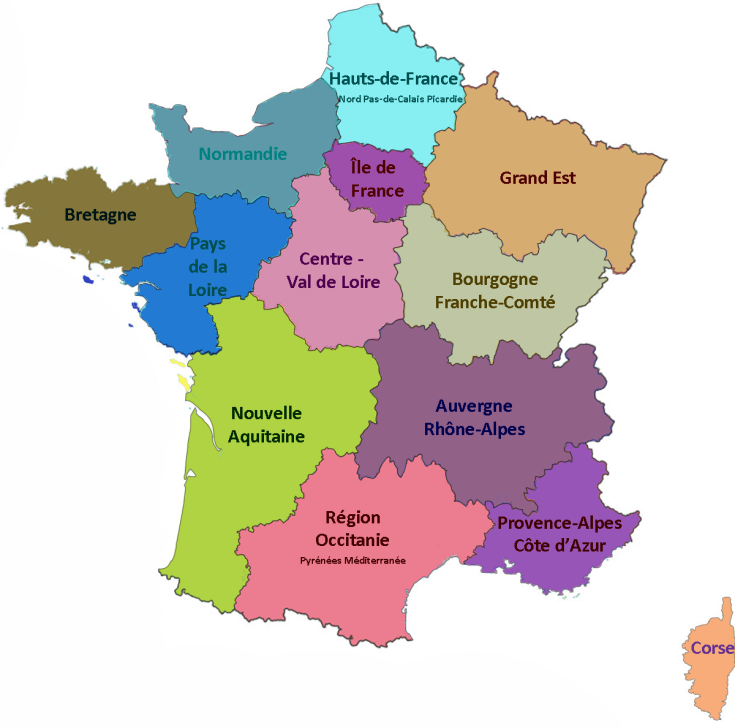 Hauts-de-France
Nord Pas-de-Calais Picardie
Normandie
Île de
France
Grand Est
Bretagne
Pays
de la
Loire
Centre -
Val de Loire
Bourgogne
Franche-Comté
Nouvelle
Aquitaine
Auvergne
Rhône-Alpes
Région
Occitanie
Pyrénées Méditerranée
Provence-Alpes
Côte d'Azur
Corse